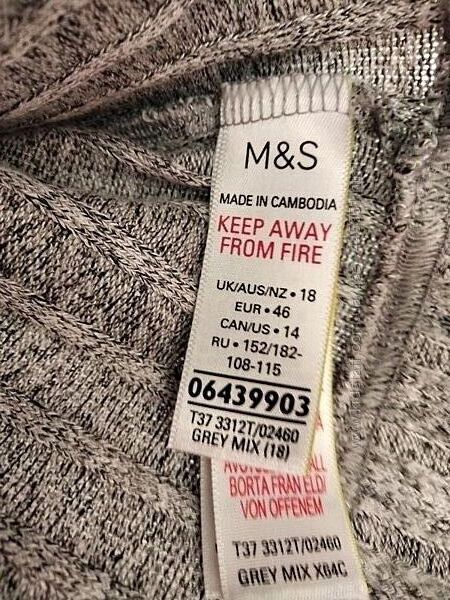 M&S
MADE IN CAMBODIA
KEEP AWAY
FROM FIRE
UK/AUS/NZ • 18
EUR • 46
CAN/US • 14
RU • 152/182-
108-115
06439903
T37 3312T/02460
GREY MIX (18)
BORTA FRAN ELD/
VON OFFENEM
T37 3312T/02460
GREY MIX X84C